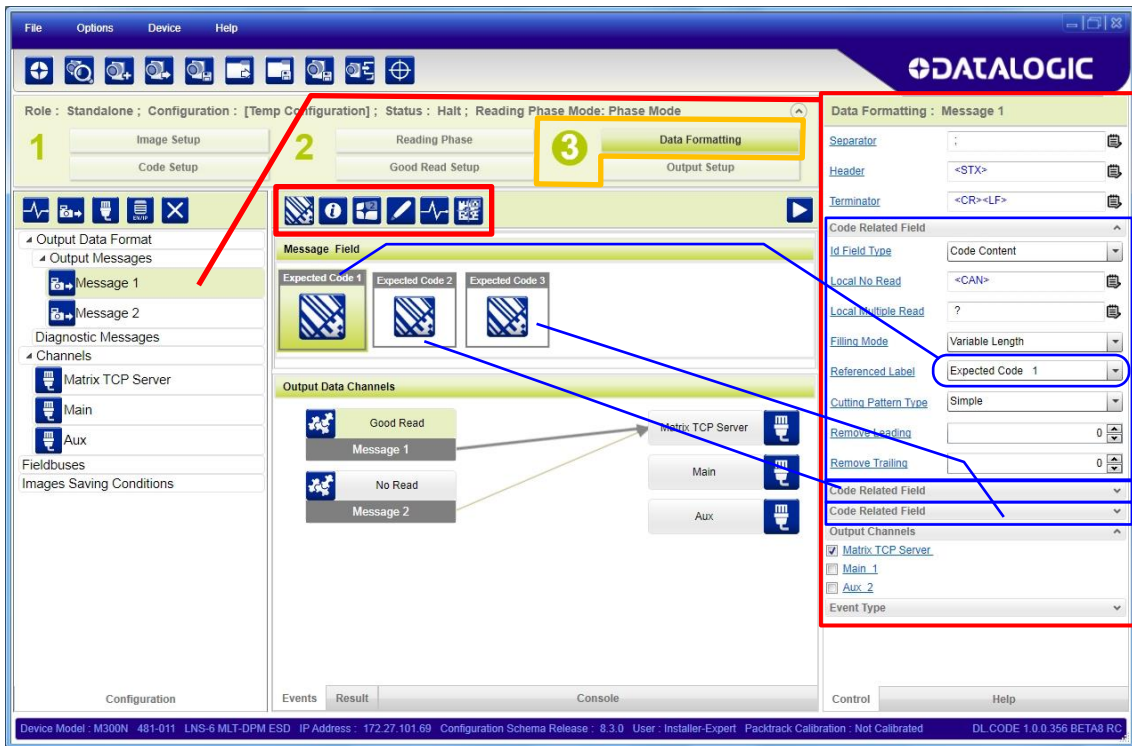 File Options Device Help
DATALOGIC
Role : Standalone ; Configuration : [Temp Configuration] ; Status : Halt ; Reading Phase Mode: Phase Mode
1 Image Setup 2 Reading Phase 3 Data Formatting
Code Setup Good Read Setup Output Setup
EN/IP
Output Data Format
Output Messages
Message 1
Message 2
Diagnostic Messages
Channels
Matrix TCP Server
Main
Aux
Fieldbuses
Images Saving Conditions
Configuration
Message Field
Expected Code 1 Expected Code 2 Expected Code 3
Output Data Channels
Good Read
Message 1
No Read
Message 2
Matrix TCP Server
Main
Aux
Events Result Console
Data Formatting : Message 1
Separator ;
Header <STX>
Terminator <CR><LF>
Code Related Field
Id Field Type Code Content
Local No Read <CAN>
Local Multiple Read ?
Filling Mode Variable Length
Referenced Label Expected Code 1
Cutting Pattern Type Simple
Remove Leading 0
Remove Trailing 0
Code Related Field
Code Related Field
Output Channels
Matrix TCP Server
Main_1
Aux_2
Event Type
Control Help
Device Model : M300N 481-011 LNS-6 MLT-DPM ESD IP Address : 172.27.101.69 Configuration Schema Release : 8.3.0 User : Installer-Expert Packtrack Calibration : Not Calibrated DL.CODE 1.0.0.356 BETA8 RC